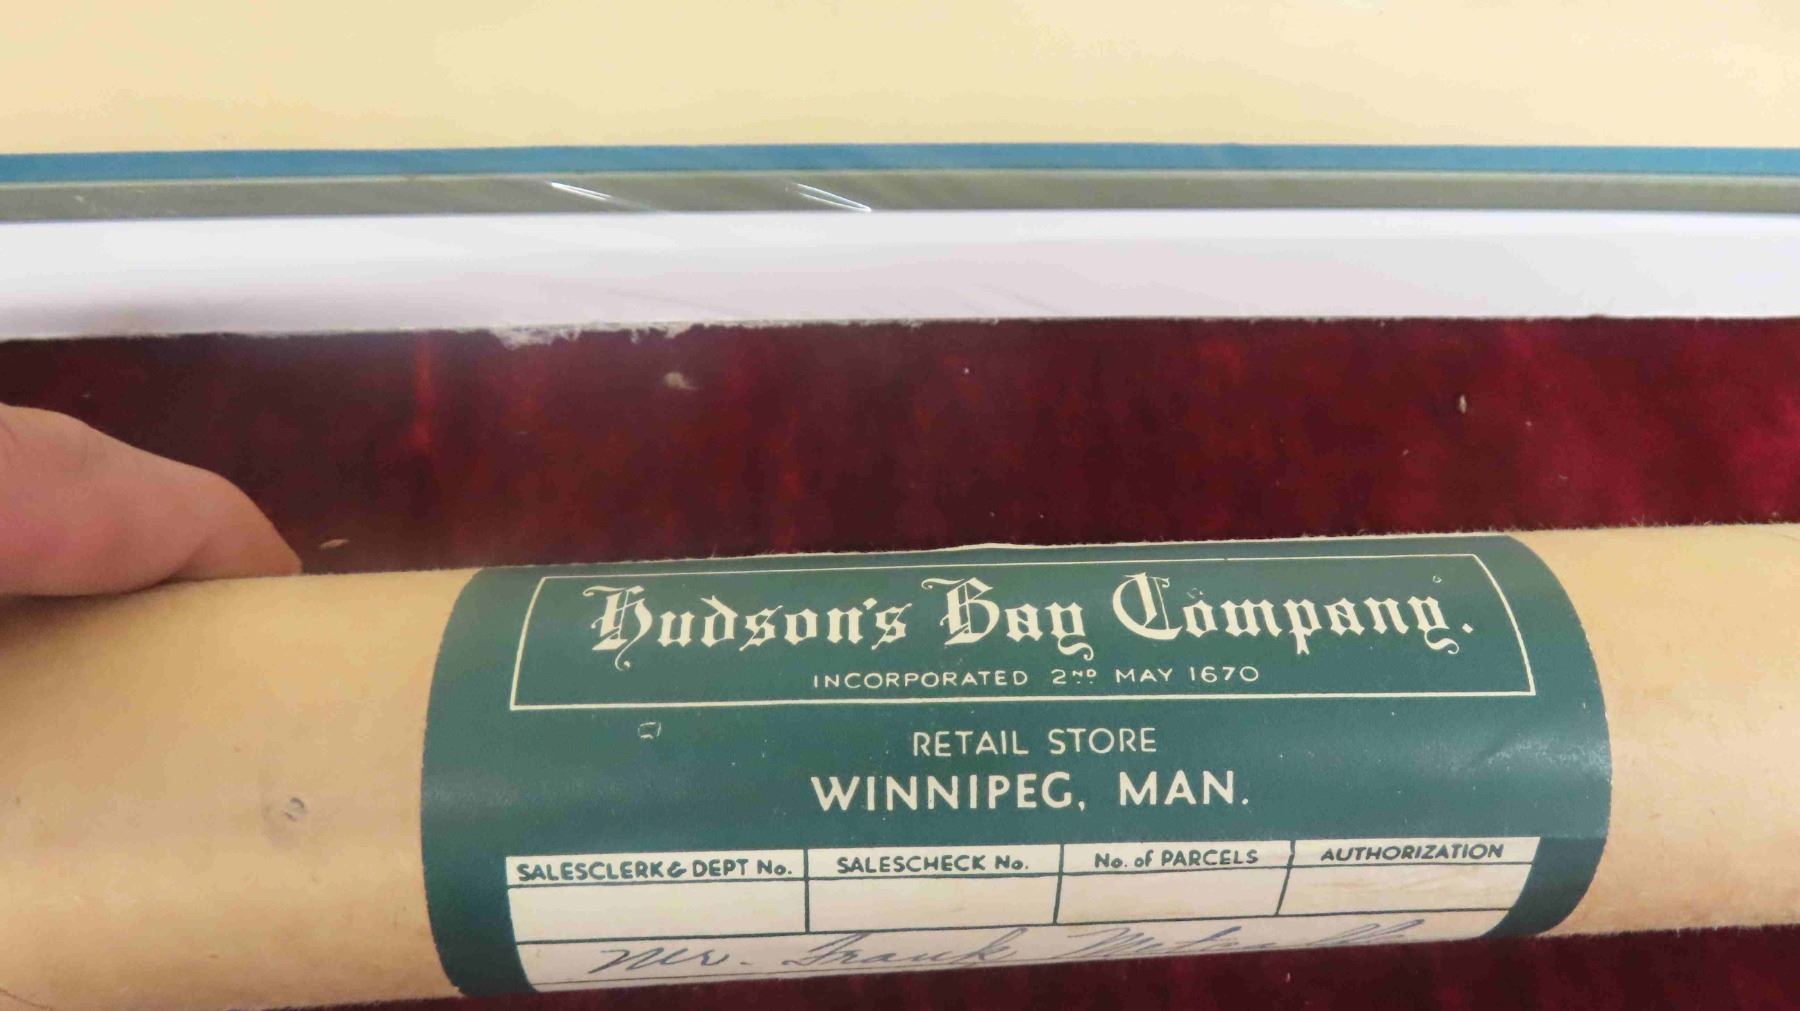 Hudson's Bay Company.
INCORPORATED 2ND MAY 1670
RETAIL STORE
WINNIPEG, MAN.
SALESCLERK & DEPT No. SALESCHECK No. No. of PARCELS AUTHORIZATION
Mr. Frank